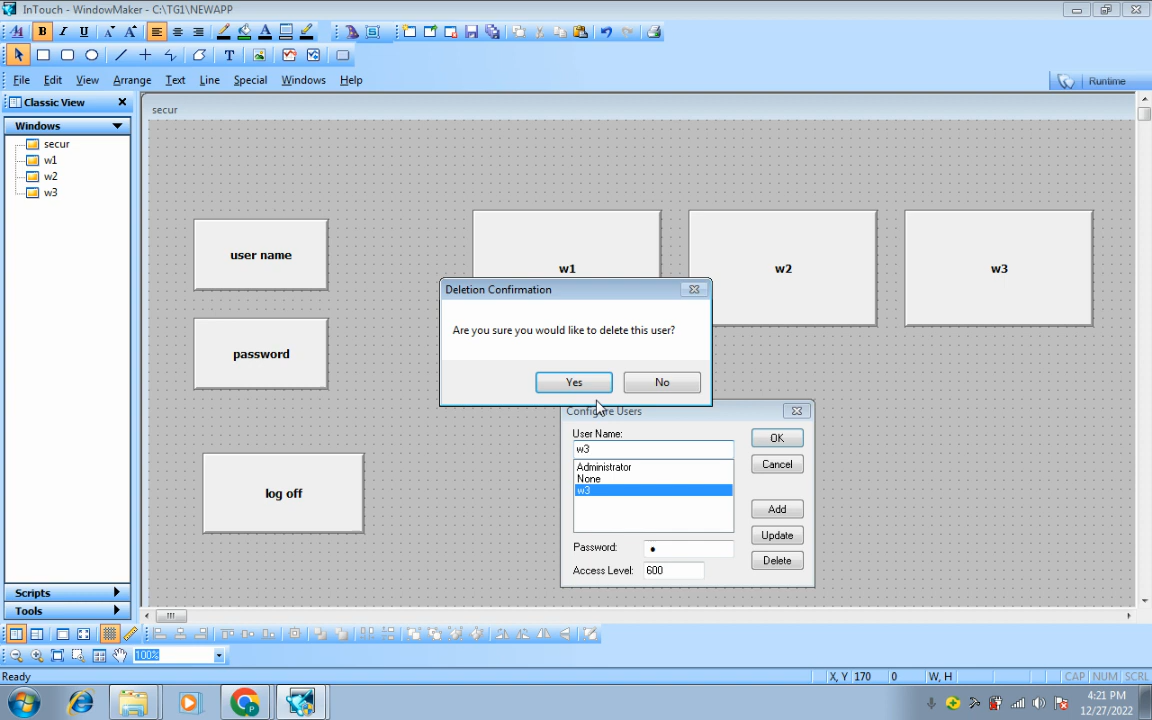 InTouch - WindowMaker - C:\TG1\NEWAPP
File Edit View Arrange Text Line Special Windows Help
Runtime
Classic View
Windows
secur
w1
w2
w3
Scripts
Tools
secur
user name
password
log off
w1
w2
w3
Deletion Confirmation
Are you sure you would like to delete this user?
Yes No
Configure Users
User Name:
w3
Administrator
None
w3
OK
Cancel
Add
Update
Delete
Password:
Access Level: 600
100%
Ready
X, Y 170 0 W, H CAP NUM SCRL
4:21 PM
12/27/2022